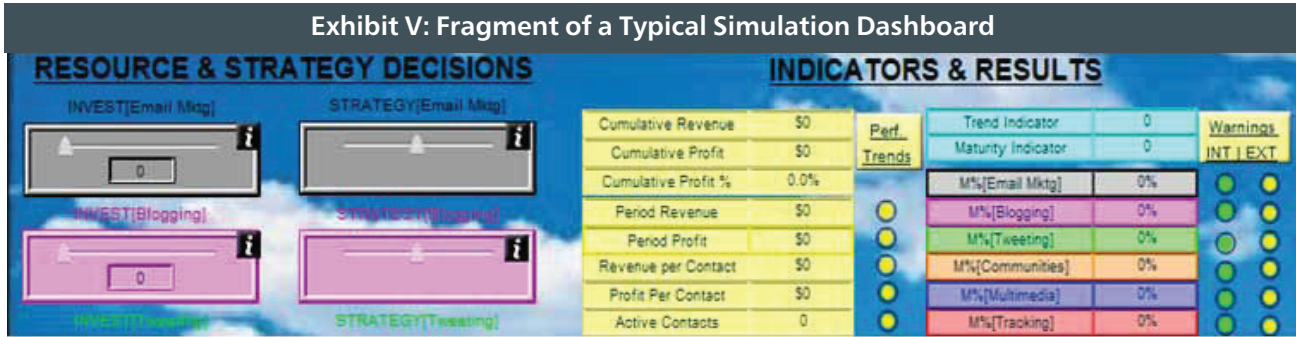 Exhibit V: Fragment of a Typical Simulation Dashboard
RESOURCE & STRATEGY DECISIONS
INVEST[Email Mktg]
STRATEGY[Email Mktg]
i
i
0
INVEST[Blogging]
STRATEGY[Blogging]
i
i
0
INVEST[Tweeting]
STRATEGY[Tweeting]
INDICATORS & RESULTS
Cumulative Revenue $0
Cumulative Profit $0
Cumulative Profit % 0.0%
Period Revenue $0
Period Profit $0
Revenue per Contact $0
Profit Per Contact $0
Active Contacts 0
Perf.
Trends
Trend Indicator 0
Maturity Indicator 0
M%[Email Mktg] 0%
M%[Blogging] 0%
M%[Tweeting] 0%
M%[Communities] 0%
M%[Multimedia] 0%
M%[Tracking] 0%
Warnings
INT | EXT